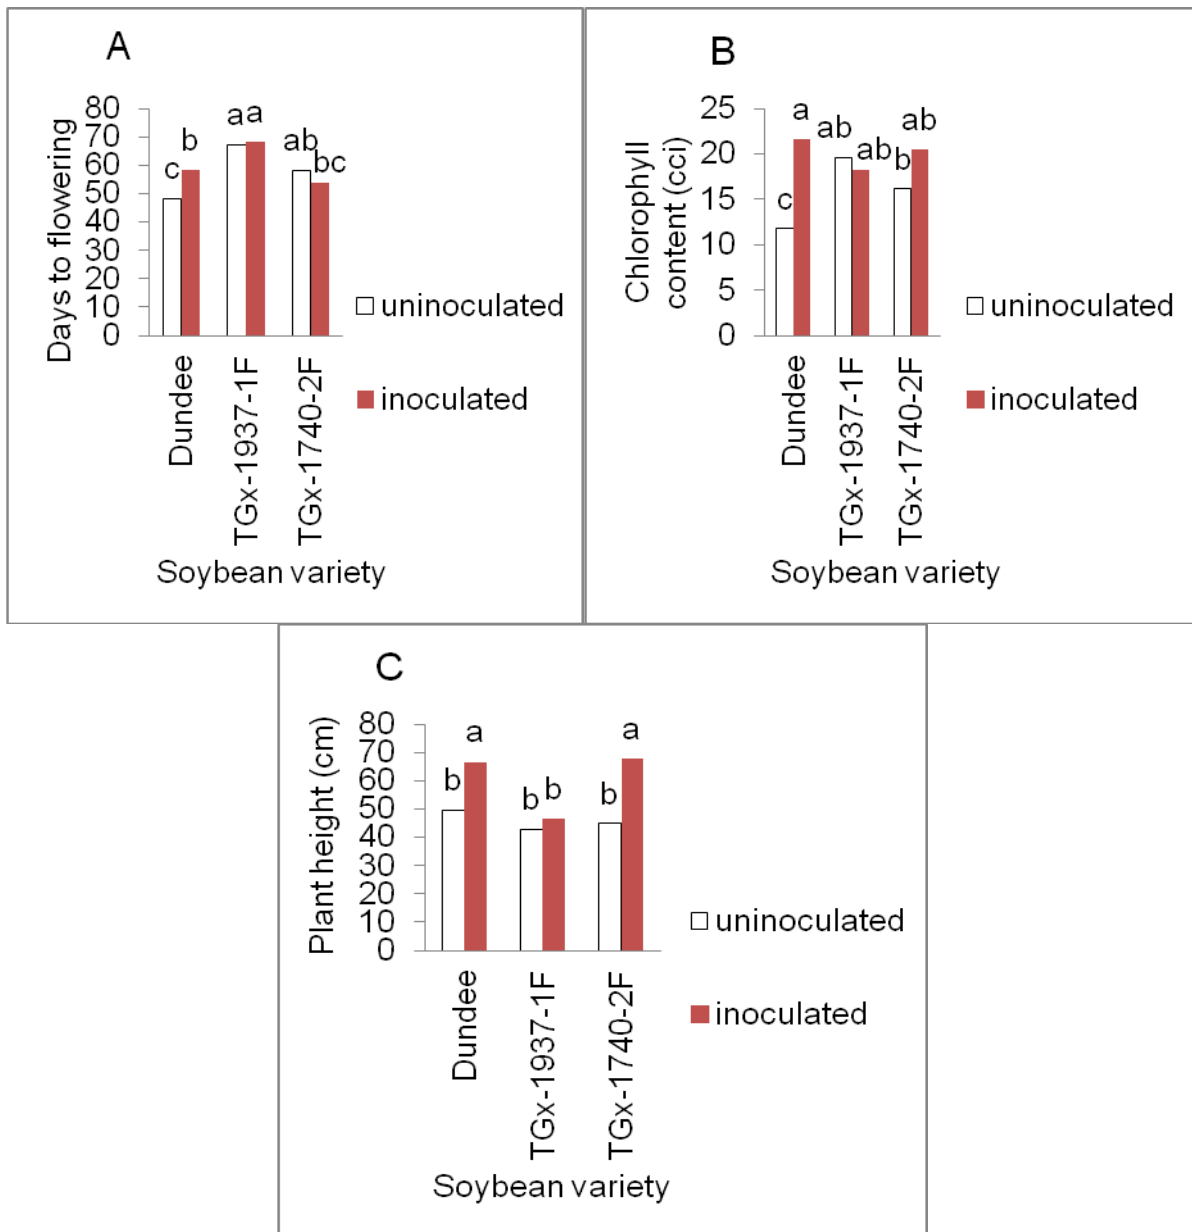 A
Days to flowering
80
70
60
50
40
30
20
10
0
c
b
a
a
ab
bc
Dundee
TGx-1937-1F
TGx-1740-2F
Soybean variety
uninoculated
inoculated
B
Chlorophyll
content (cci)
25
20
15
10
5
0
c
a
ab
ab
b
ab
Dundee
TGx-1937-1F
TGx-1740-2F
Soybean variety
uninoculated
inoculated
C
Plant height (cm)
80
70
60
50
40
30
20
10
0
b
a
b
b
b
a
Dundee
TGx-1937-1F
TGx-1740-2F
Soybean variety
uninoculated
inoculated